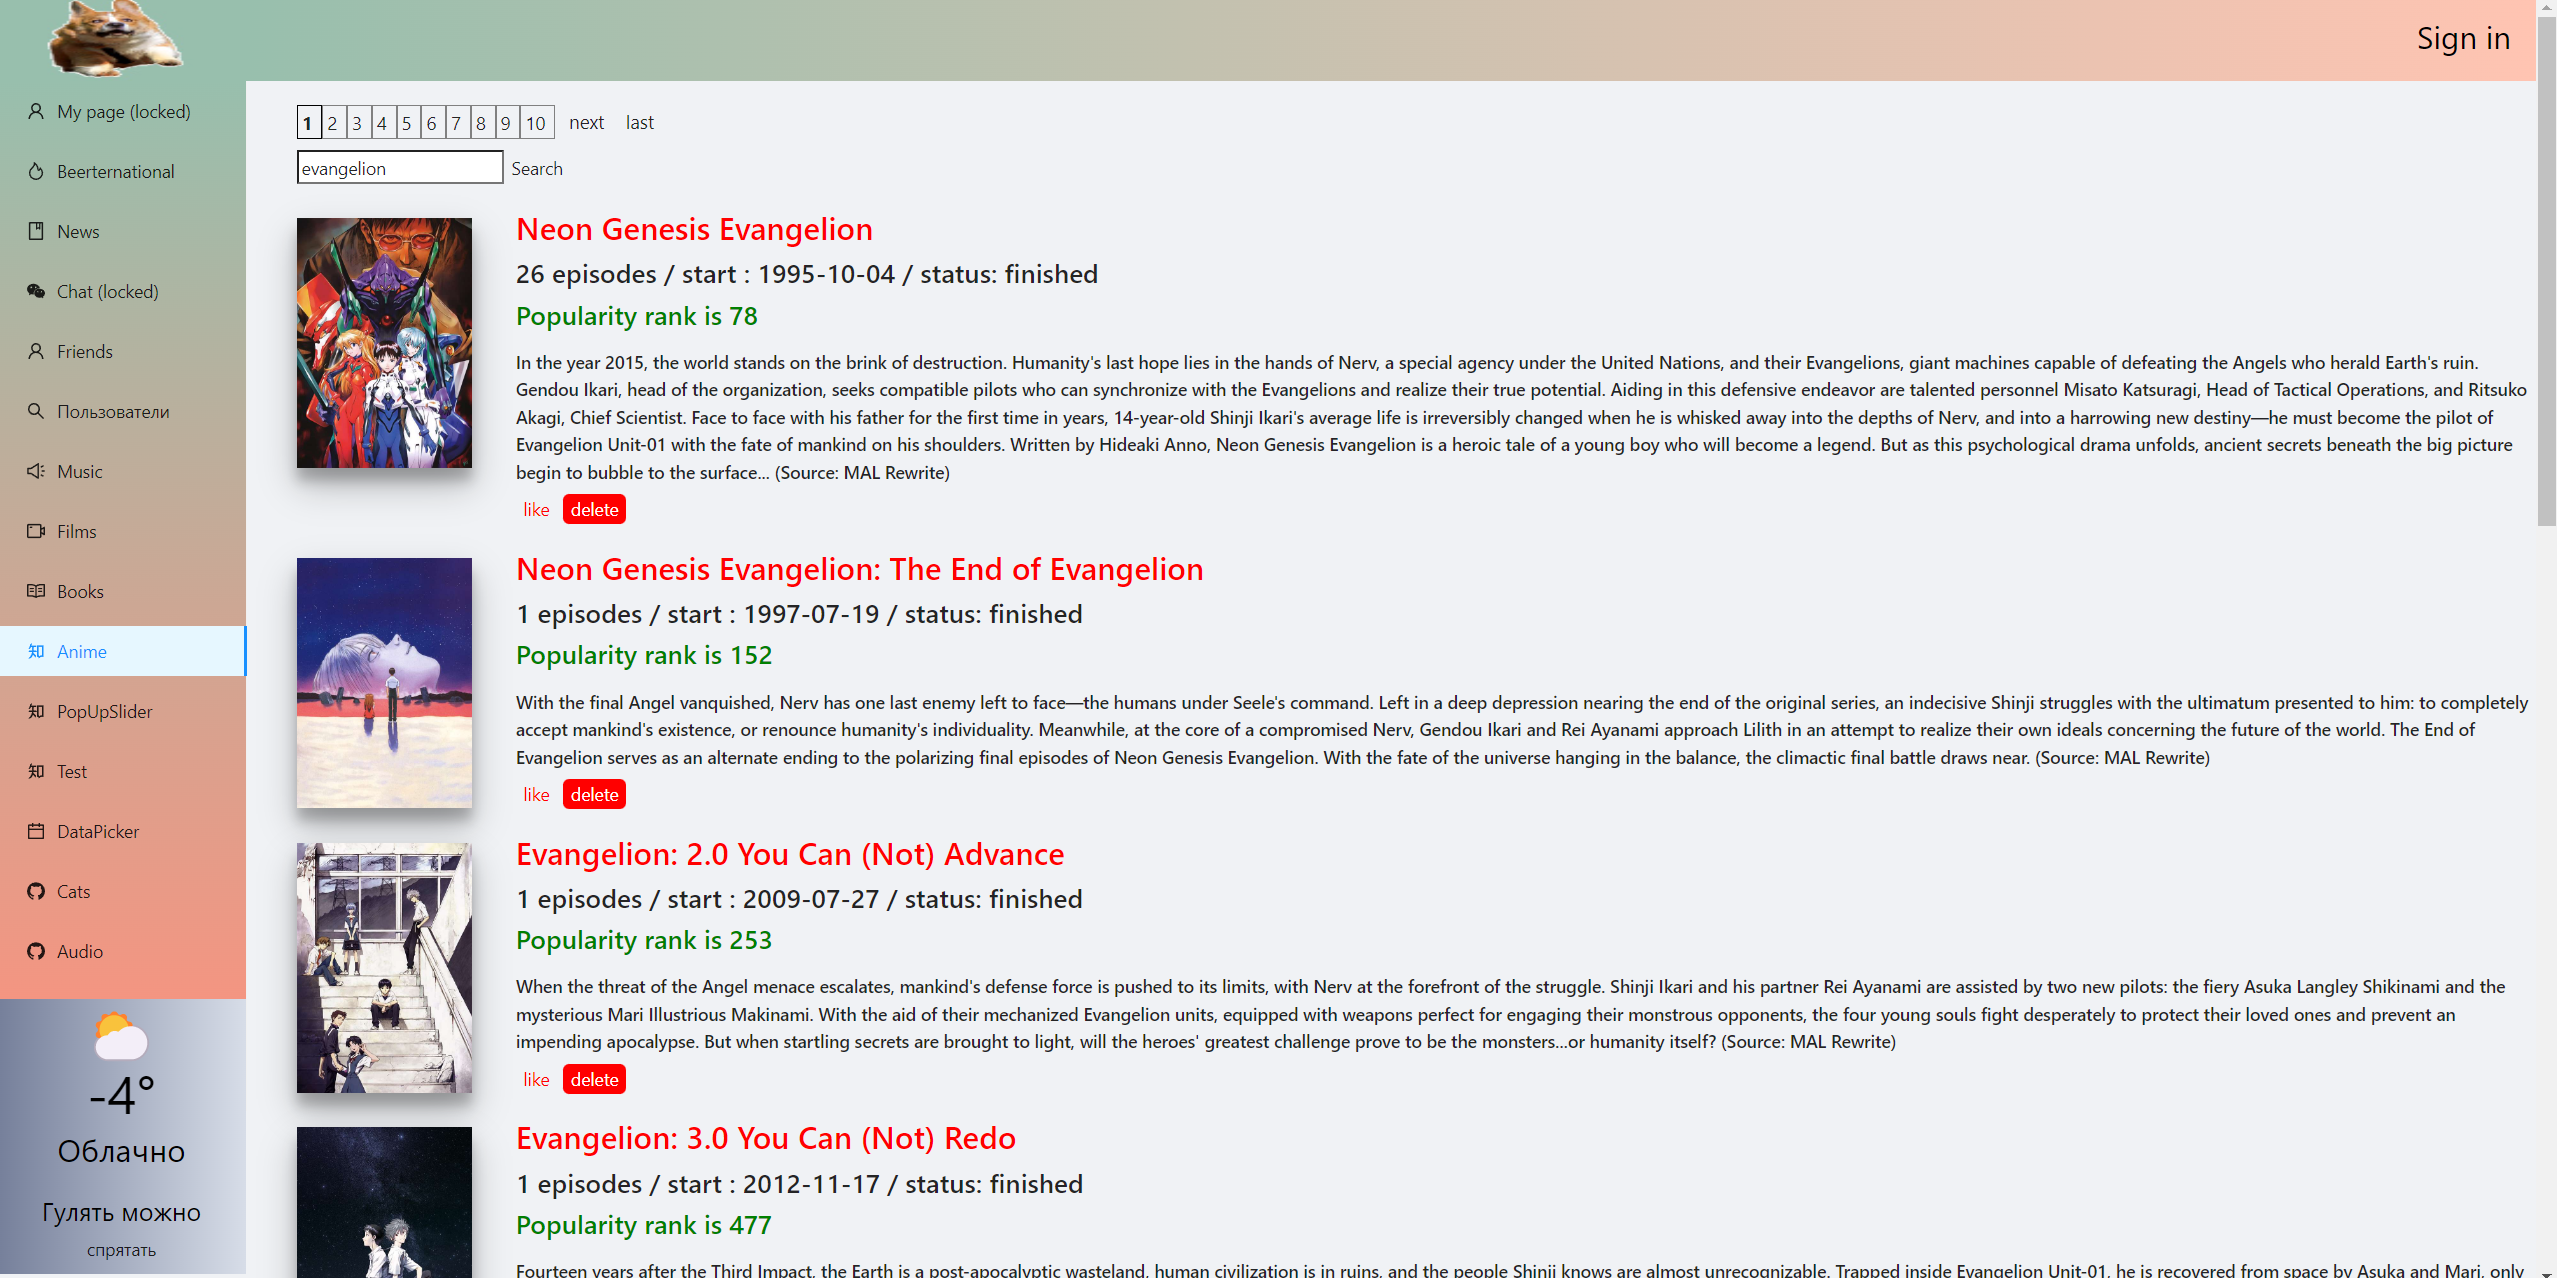 Sign in
My page (locked)
Beerternational
News
Chat (locked)
Friends
Пользователи
Music
Films
Books
知 Anime
知 PopUpSlider
知 Test
DataPicker
Cats
Audio
-4°
Облачно
Гулять можно
спрятать
1 2 3 4 5 6 7 8 9 10 next last
evangelion Search
Neon Genesis Evangelion
26 episodes / start : 1995-10-04 / status: finished
Popularity rank is 78
In the year 2015, the world stands on the brink of destruction. Humanity's last hope lies in the hands of Nerv, a special agency under the United Nations, and their Evangelions, giant machines capable of defeating the Angels who herald Earth's ruin.
Gendou Ikari, head of the organization, seeks compatible pilots who can synchronize with the Evangelions and realize their true potential. Aiding in this defensive endeavor are talented personnel Misato Katsuragi, Head of Tactical Operations, and Ritsuko
Akagi, Chief Scientist. Face to face with his father for the first time in years, 14-year-old Shinji Ikari's average life is irreversibly changed when he is whisked away into the depths of Nerv, and into a harrowing new destiny—he must become the pilot of
Evangelion Unit-01 with the fate of mankind on his shoulders. Written by Hideaki Anno, Neon Genesis Evangelion is a heroic tale of a young boy who will become a legend. But as this psychological drama unfolds, ancient secrets beneath the big picture
begin to bubble to the surface... (Source: MAL Rewrite)
like delete
Neon Genesis Evangelion: The End of Evangelion
1 episodes / start : 1997-07-19 / status: finished
Popularity rank is 152
With the final Angel vanquished, Nerv has one last enemy left to face—the humans under Seele's command. Left in a deep depression nearing the end of the original series, an indecisive Shinji struggles with the ultimatum presented to him: to completely
accept mankind's existence, or renounce humanity's individuality. Meanwhile, at the core of a compromised Nerv, Gendou Ikari and Rei Ayanami approach Lilith in an attempt to realize their own ideals concerning the future of the world. The End of
Evangelion serves as an alternate ending to the polarizing final episodes of Neon Genesis Evangelion. With the fate of the universe hanging in the balance, the climactic final battle draws near. (Source: MAL Rewrite)
like delete
Evangelion: 2.0 You Can (Not) Advance
1 episodes / start : 2009-07-27 / status: finished
Popularity rank is 253
When the threat of the Angel menace escalates, mankind's defense force is pushed to its limits, with Nerv at the forefront of the struggle. Shinji Ikari and his partner Rei Ayanami are assisted by two new pilots: the fiery Asuka Langley Shikinami and the
mysterious Mari Illustrious Makinami. With the aid of their mechanized Evangelion units, equipped with weapons perfect for engaging their monstrous opponents, the four young souls fight desperately to protect their loved ones and prevent an
impending apocalypse. But when startling secrets are brought to light, will the heroes' greatest challenge prove to be the monsters...or humanity itself? (Source: MAL Rewrite)
like delete
Evangelion: 3.0 You Can (Not) Redo
1 episodes / start : 2012-11-17 / status: finished
Popularity rank is 477
Fourteen years after the Third Impact, the Earth is a post-apocalyptic wasteland, human civilization is in ruins, and the people Shinji knows are almost unrecognizable. Trapped inside Evangelion Unit-01, he is recovered from space by Asuka and Mari, only